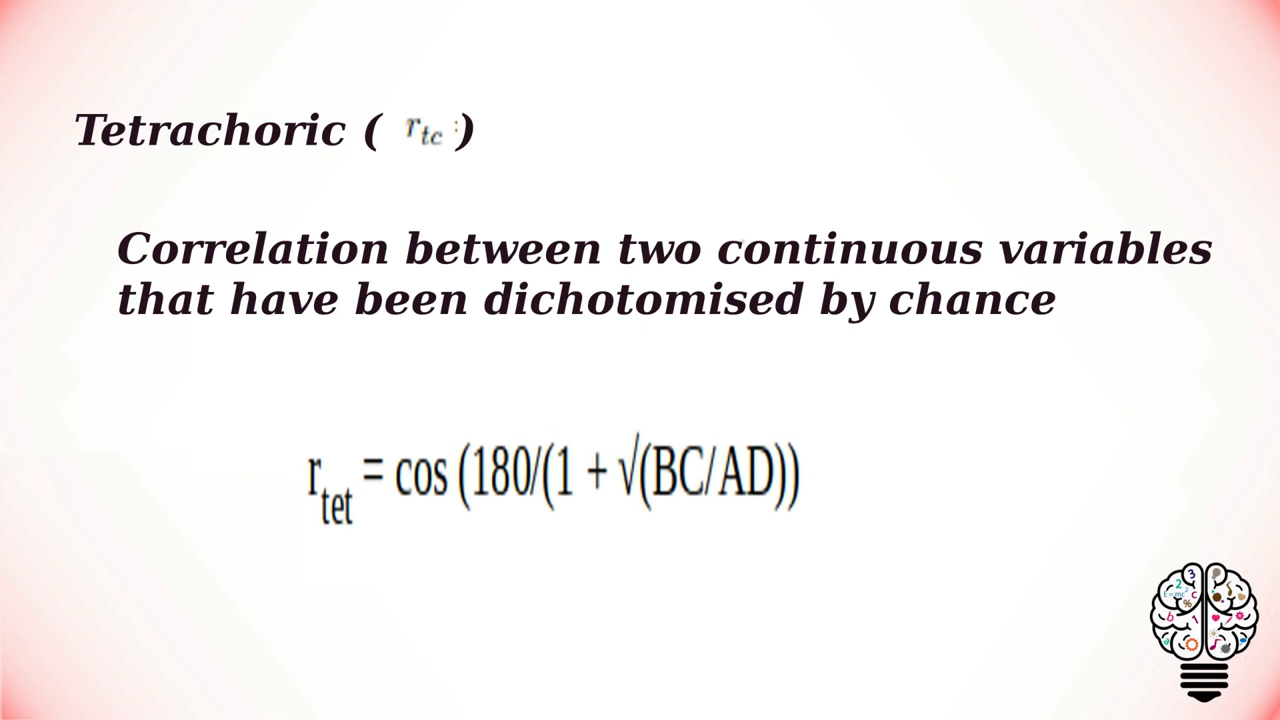 Tetrachoric ( r_tc :)
Correlation between two continuous variables
that have been dichotomised by chance
r_tet = cos (180/(1 + √(BC/AD))